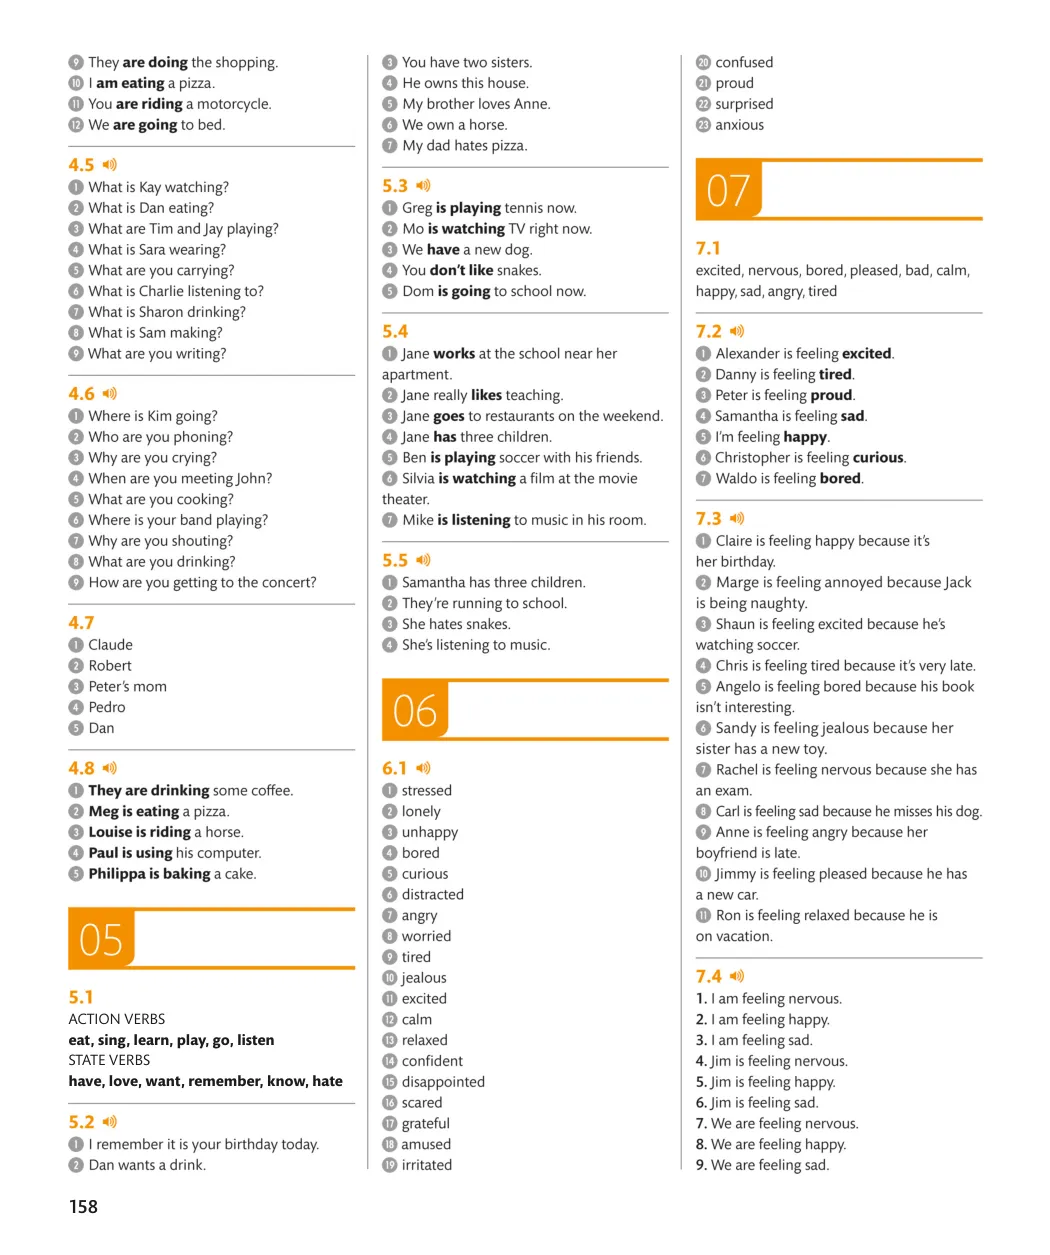 9 They are doing the shopping.
10 I am eating a pizza.
11 You are riding a motorcycle.
12 We are going to bed.
4.5
1 What is Kay watching?
2 What is Dan eating?
3 What are Tim and Jay playing?
4 What is Sara wearing?
5 What are you carrying?
6 What is Charlie listening to?
7 What is Sharon drinking?
8 What is Sam making?
9 What are you writing?
4.6
1 Where is Kim going?
2 Who are you phoning?
3 Why are you crying?
4 When are you meeting John?
5 What are you cooking?
6 Where is your band playing?
7 Why are you shouting?
8 What are you drinking?
9 How are you getting to the concert?
4.7
1 Claude
2 Robert
3 Peter's mom
4 Pedro
5 Dan
4.8
1 They are drinking some coffee.
2 Meg is eating a pizza.
3 Louise is riding a horse.
4 Paul is using his computer.
5 Philippa is baking a cake.
05
5.1
ACTION VERBS
eat, sing, learn, play, go, listen
STATE VERBS
have, love, want, remember, know, hate
5.2
1 I remember it is your birthday today.
2 Dan wants a drink.
3 You have two sisters.
4 He owns this house.
5 My brother loves Anne.
6 We own a horse.
7 My dad hates pizza.
5.3
1 Greg is playing tennis now.
2 Mo is watching TV right now.
3 We have a new dog.
4 You don't like snakes.
5 Dom is going to school now.
5.4
1 Jane works at the school near her
apartment.
2 Jane really likes teaching.
3 Jane goes to restaurants on the weekend.
4 Jane has three children.
5 Ben is playing soccer with his friends.
6 Silvia is watching a film at the movie
theater.
7 Mike is listening to music in his room.
5.5
1 Samantha has three children.
2 They're running to school.
3 She hates snakes.
4 She's listening to music.
06
6.1
1 stressed
2 lonely
3 unhappy
4 bored
5 curious
6 distracted
7 angry
8 worried
9 tired
10 jealous
11 excited
12 calm
13 relaxed
14 confident
15 disappointed
16 scared
17 grateful
18 amused
19 irritated
20 confused
21 proud
22 surprised
23 anxious
07
7.1
excited, nervous, bored, pleased, bad, calm,
happy, sad, angry, tired
7.2
1 Alexander is feeling excited.
2 Danny is feeling tired.
3 Peter is feeling proud.
4 Samantha is feeling sad.
5 I'm feeling happy.
6 Christopher is feeling curious.
7 Waldo is feeling bored.
7.3
1 Claire is feeling happy because it's
her birthday.
2 Marge is feeling annoyed because Jack
is being naughty.
3 Shaun is feeling excited because he's
watching soccer.
4 Chris is feeling tired because it's very late.
5 Angelo is feeling bored because his book
isn't interesting.
6 Sandy is feeling jealous because her
sister has a new toy.
7 Rachel is feeling nervous because she has
an exam.
8 Carl is feeling sad because he misses his dog.
9 Anne is feeling angry because her
boyfriend is late.
10 Jimmy is feeling pleased because he has
a new car.
11 Ron is feeling relaxed because he is
on vacation.
7.4
1. I am feeling nervous.
2. I am feeling happy.
3. I am feeling sad.
4. Jim is feeling nervous.
5. Jim is feeling happy.
6. Jim is feeling sad.
7. We are feeling nervous.
8. We are feeling happy.
9. We are feeling sad.
158